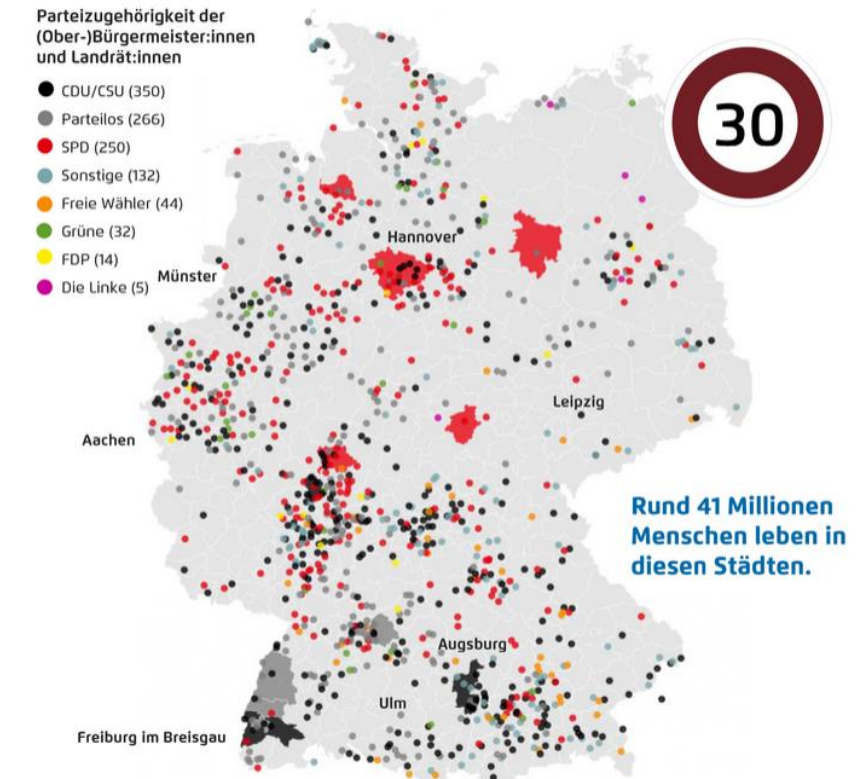 Parteizugehörigkeit der
(Ober-)Bürgermeister:innen
und Landrät:innen
CDU/CSU (350)
Parteilos (266)
SPD (250)
Sonstige (132)
Freie Wähler (44)
Grüne (32)
FDP (14)
Die Linke (5)
30
Hannover
Münster
Leipzig
Aachen
Rund 41 Millionen
Menschen leben in
diesen Städten.
Augsburg
Ulm
Freiburg im Breisgau